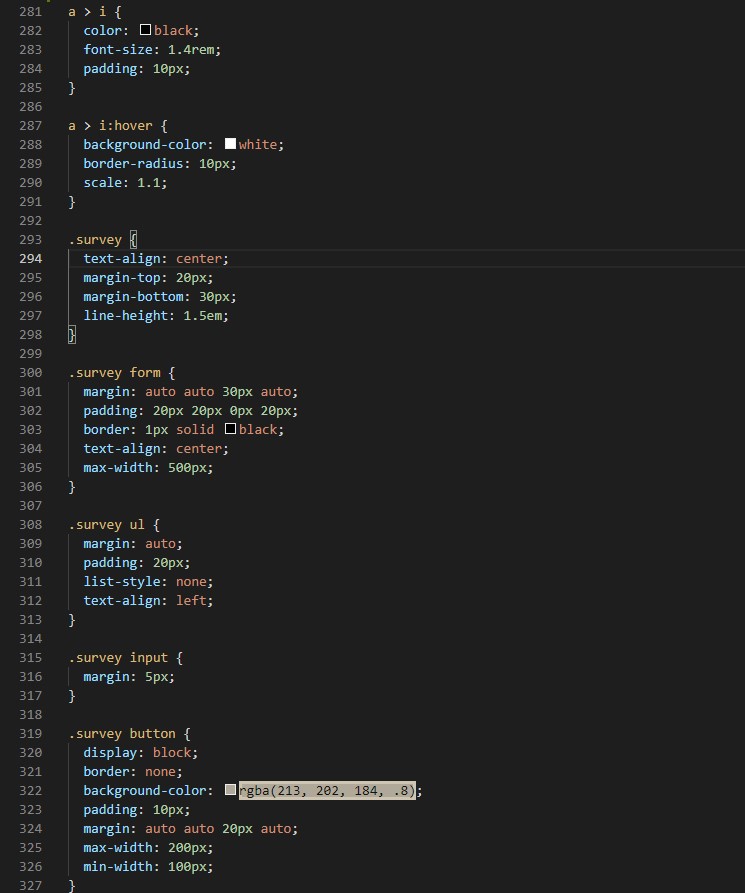 281 a > i {
282 color: black;
283 font-size: 1.4rem;
284 padding: 10px;
285 }
286
287 a > i:hover {
288 background-color: white;
289 border-radius: 10px;
290 scale: 1.1;
291 }
292
293 .survey {
294 text-align: center;
295 margin-top: 20px;
296 margin-bottom: 30px;
297 line-height: 1.5em;
298 }
299
300 .survey form {
301 margin: auto auto 30px auto;
302 padding: 20px 20px 0px 20px;
303 border: 1px solid black;
304 text-align: center;
305 max-width: 500px;
306 }
307
308 .survey ul {
309 margin: auto;
310 padding: 20px;
311 list-style: none;
312 text-align: left;
313 }
314
315 .survey input {
316 margin: 5px;
317 }
318
319 .survey button {
320 display: block;
321 border: none;
322 background-color: rgba(213, 202, 184, .8);
323 padding: 10px;
324 margin: auto auto 20px auto;
325 max-width: 200px;
326 min-width: 100px;
327 }